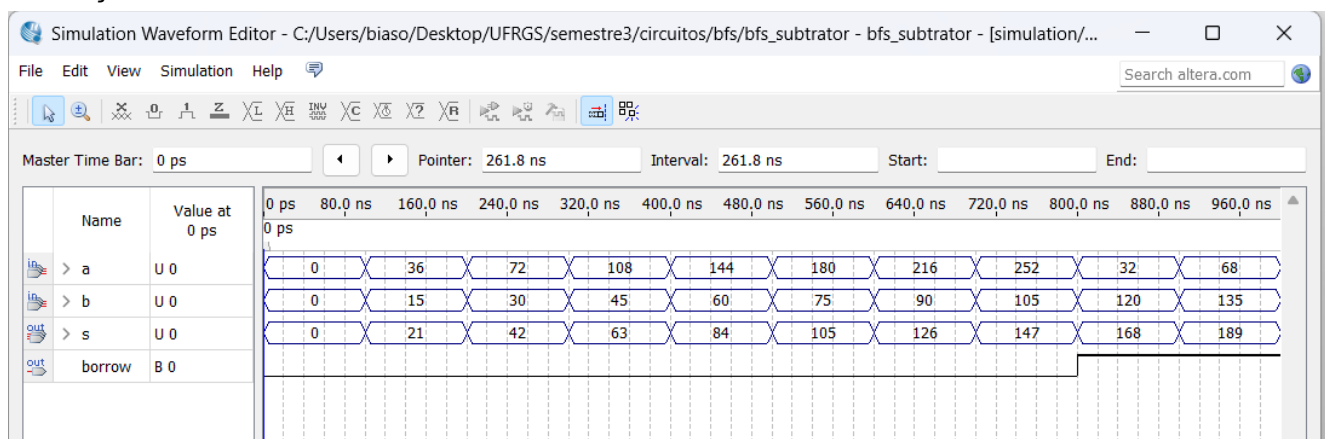 Simulation Waveform Editor - C:/Users/biaso/Desktop/UFRGS/semestre3/circuitos/bfs/bfs_subtrator - bfs_subtrator - [simulation/...
File Edit View Simulation Help
Search altera.com
Master Time Bar: 0 ps Pointer: 261.8 ns Interval: 261.8 ns Start: End:
Name Value at 0 ps
0 ps 80.0 ns 160.0 ns 240.0 ns 320.0 ns 400.0 ns 480.0 ns 560.0 ns 640.0 ns 720.0 ns 800.0 ns 880.0 ns 960.0 ns
0 ps
in > a U 0 0 36 72 108 144 180 216 252 32 68
in > b U 0 0 15 30 45 60 75 90 105 120 135
out > s U 0 0 21 42 63 84 105 126 147 168 189
out borrow B 0